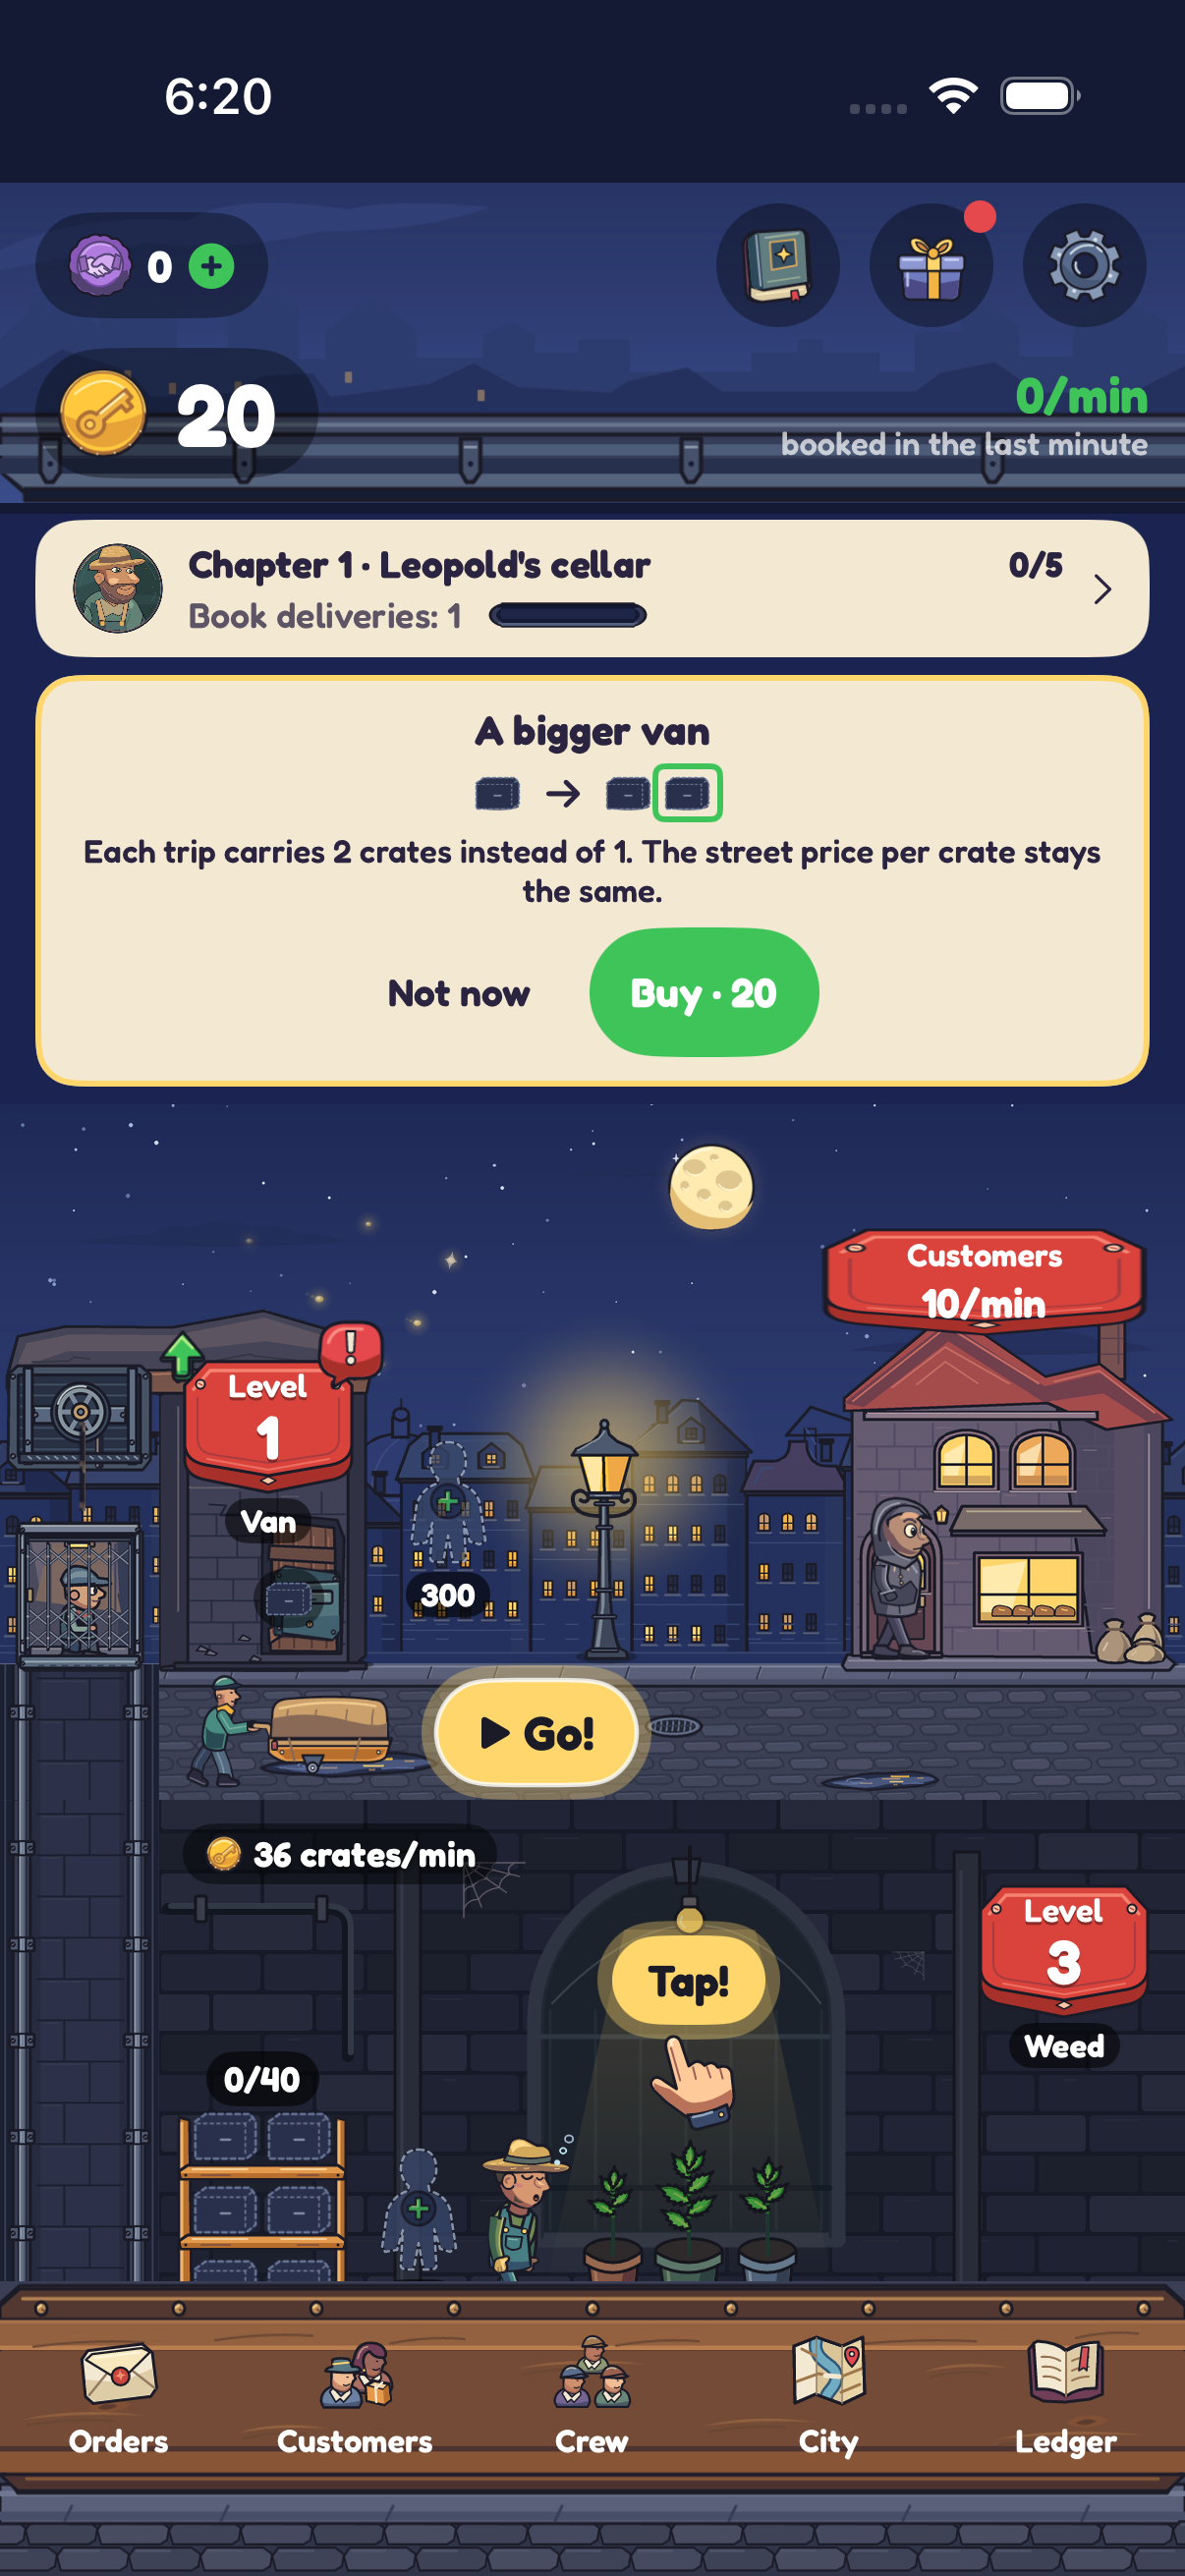 6:20
0
20
0/min
booked in the last minute
Chapter 1 · Leopold's cellar
0/5
Book deliveries: 1
A bigger van
Each trip carries 2 crates instead of 1. The street price per crate stays
the same.
Not now
Buy · 20
Customers
10/min
Level
1
Van
300
Go!
36 crates/min
Tap!
Level
3
Weed
0/40
Orders
Customers
Crew
City
Ledger